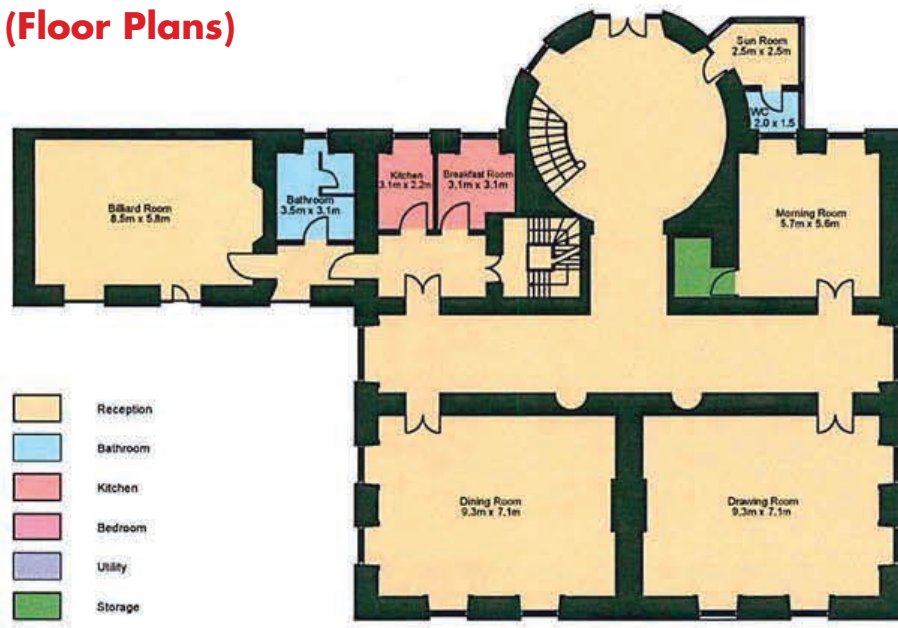 (Floor Plans)
Sun Room
2.5m x 2.5m
WC
2.0 x 1.5
Kitchen
3.1m x 2.2m
Breakfast Room
3.1m x 3.1m
Bathroom
3.5m x 3.1m
Billiard Room
8.5m x 5.8m
Morning Room
5.7m x 5.6m
Reception
Bathroom
Kitchen
Bedroom
Utility
Storage
Dining Room
9.3m x 7.1m
Drawing Room
9.3m x 7.1m